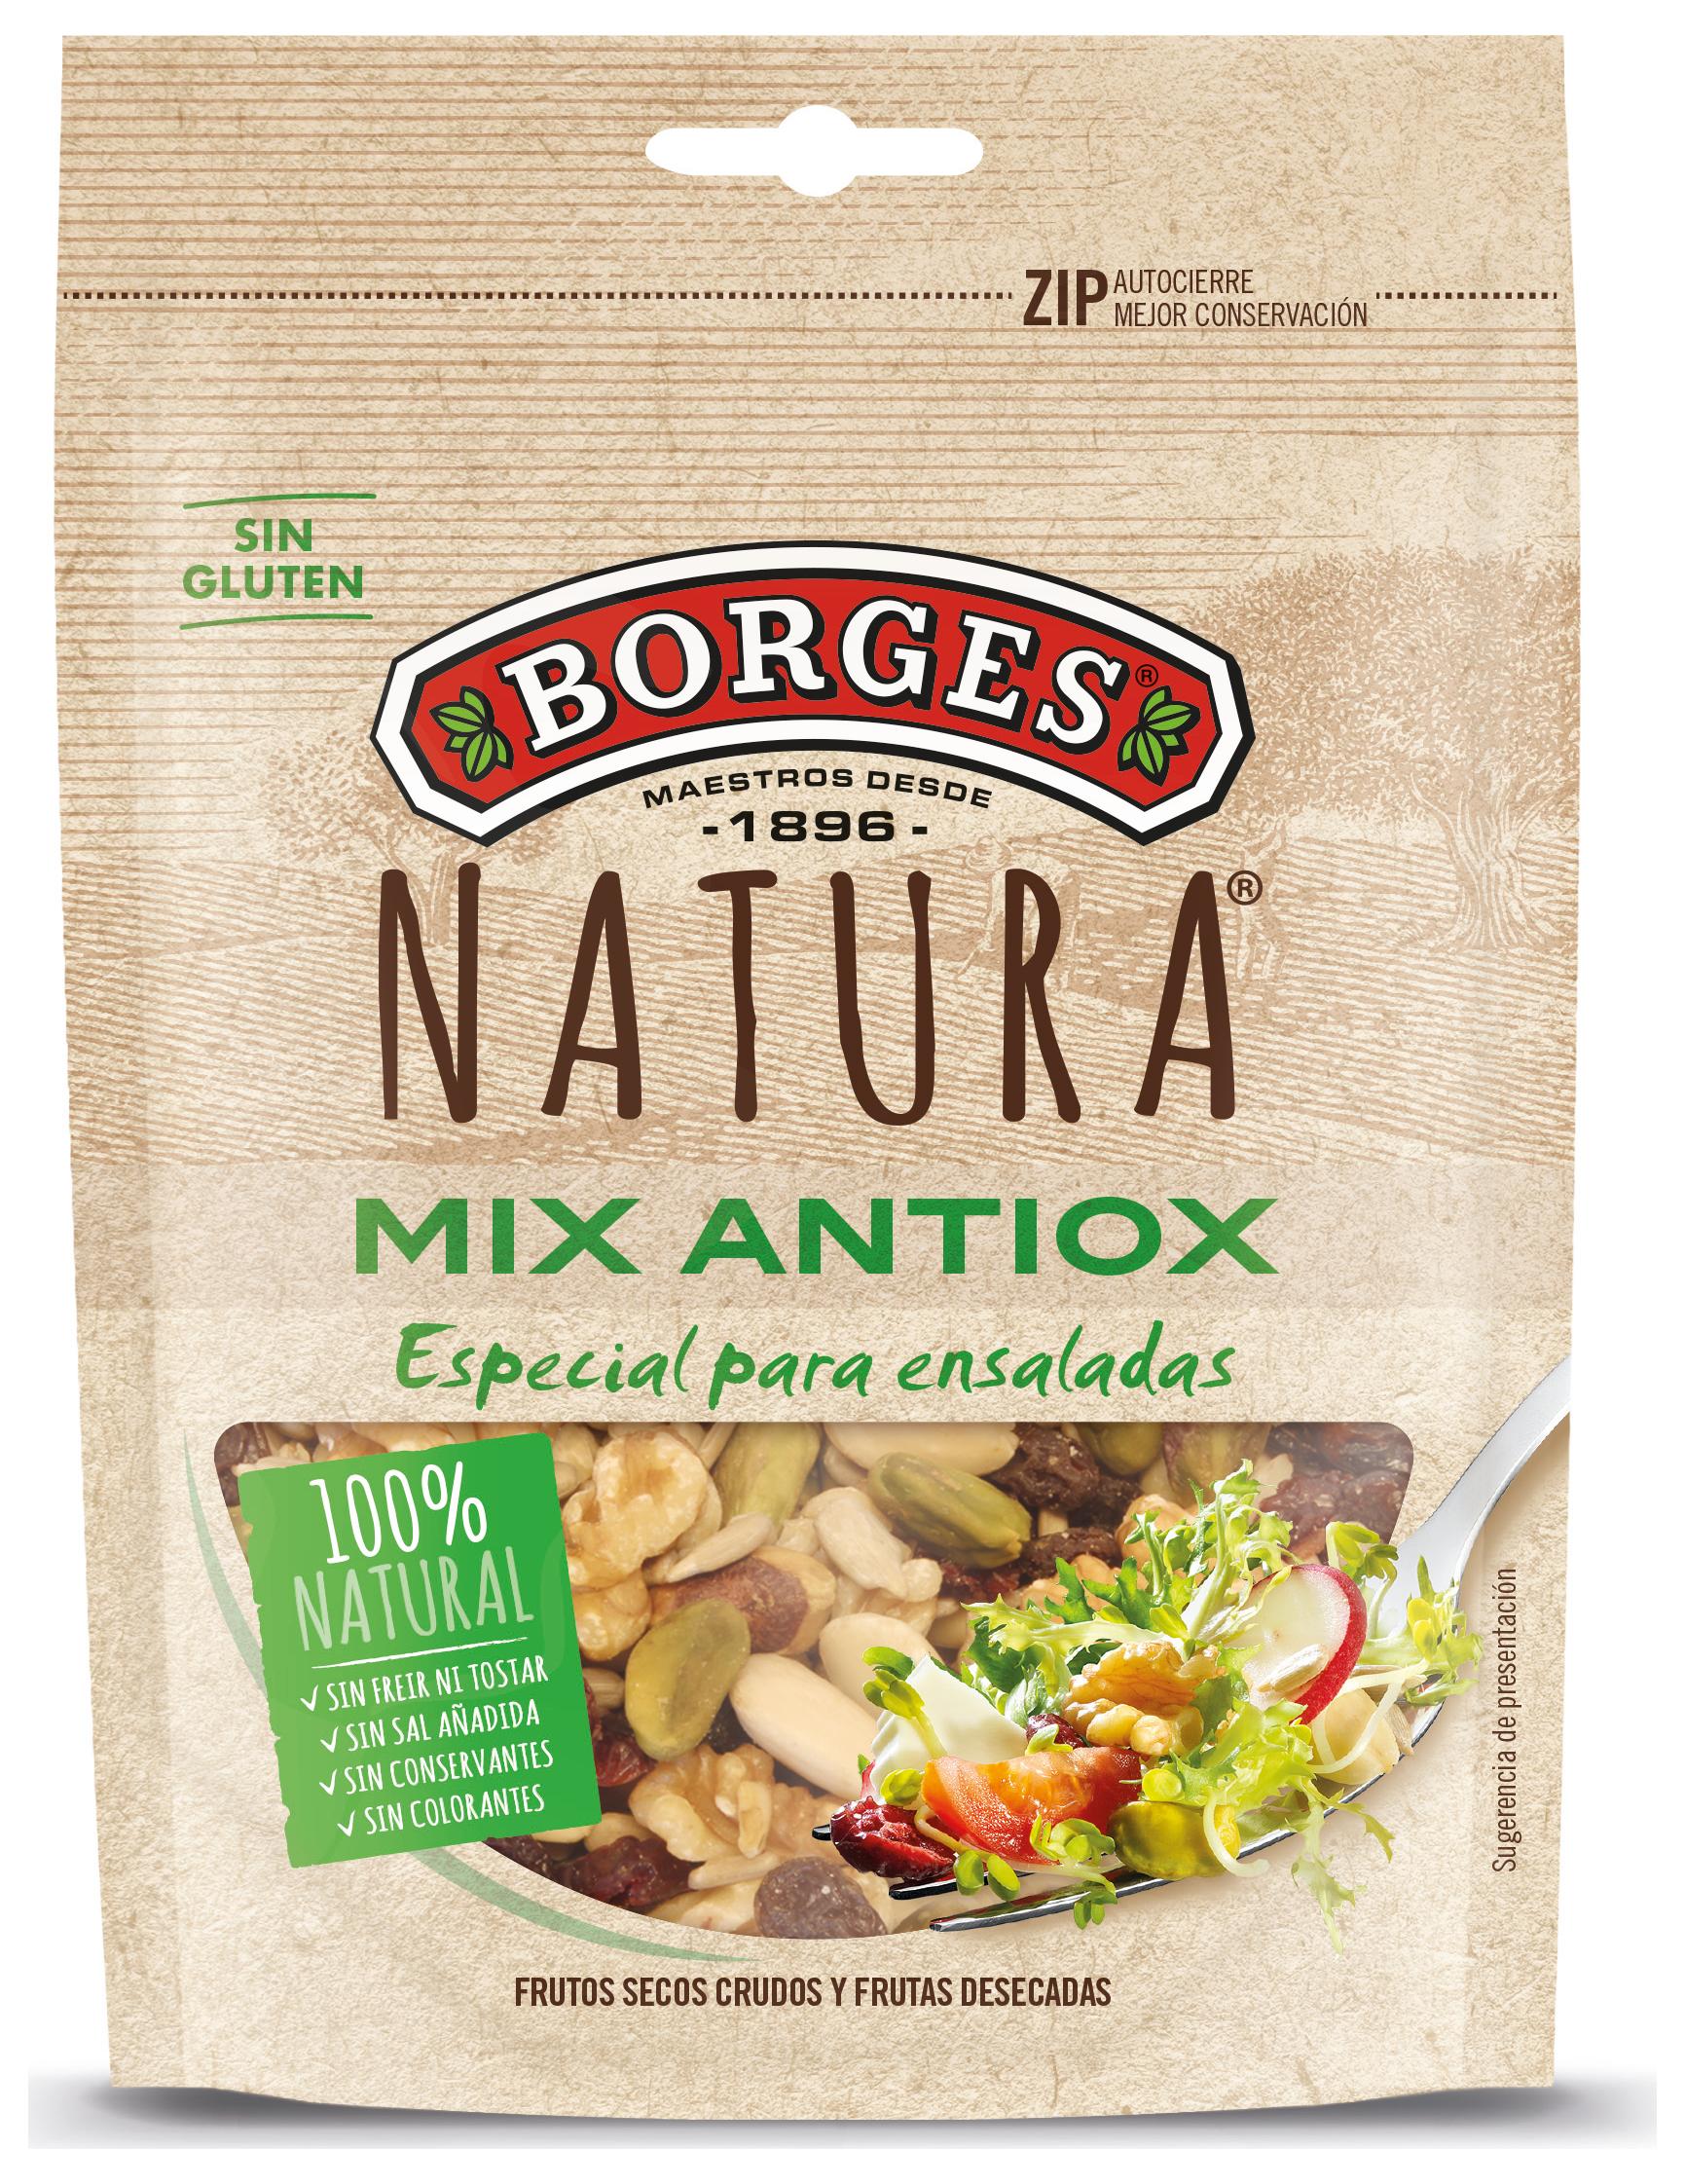 ZIP AUTOCIERRE
MEJOR CONSERVACIÓN
SIN
GLUTEN
BORGES®
MAESTROS DESDE
-1896-
NATURA®
MIX ANTIOX
Especial para ensaladas
100%
NATURAL
✓ SIN FREIR NI TOSTAR
✓ SIN SAL AÑADIDA
✓ SIN CONSERVANTES
✓ SIN COLORANTES
Sugerencia de presentación
FRUTOS SECOS CRUDOS Y FRUTAS DESECADAS